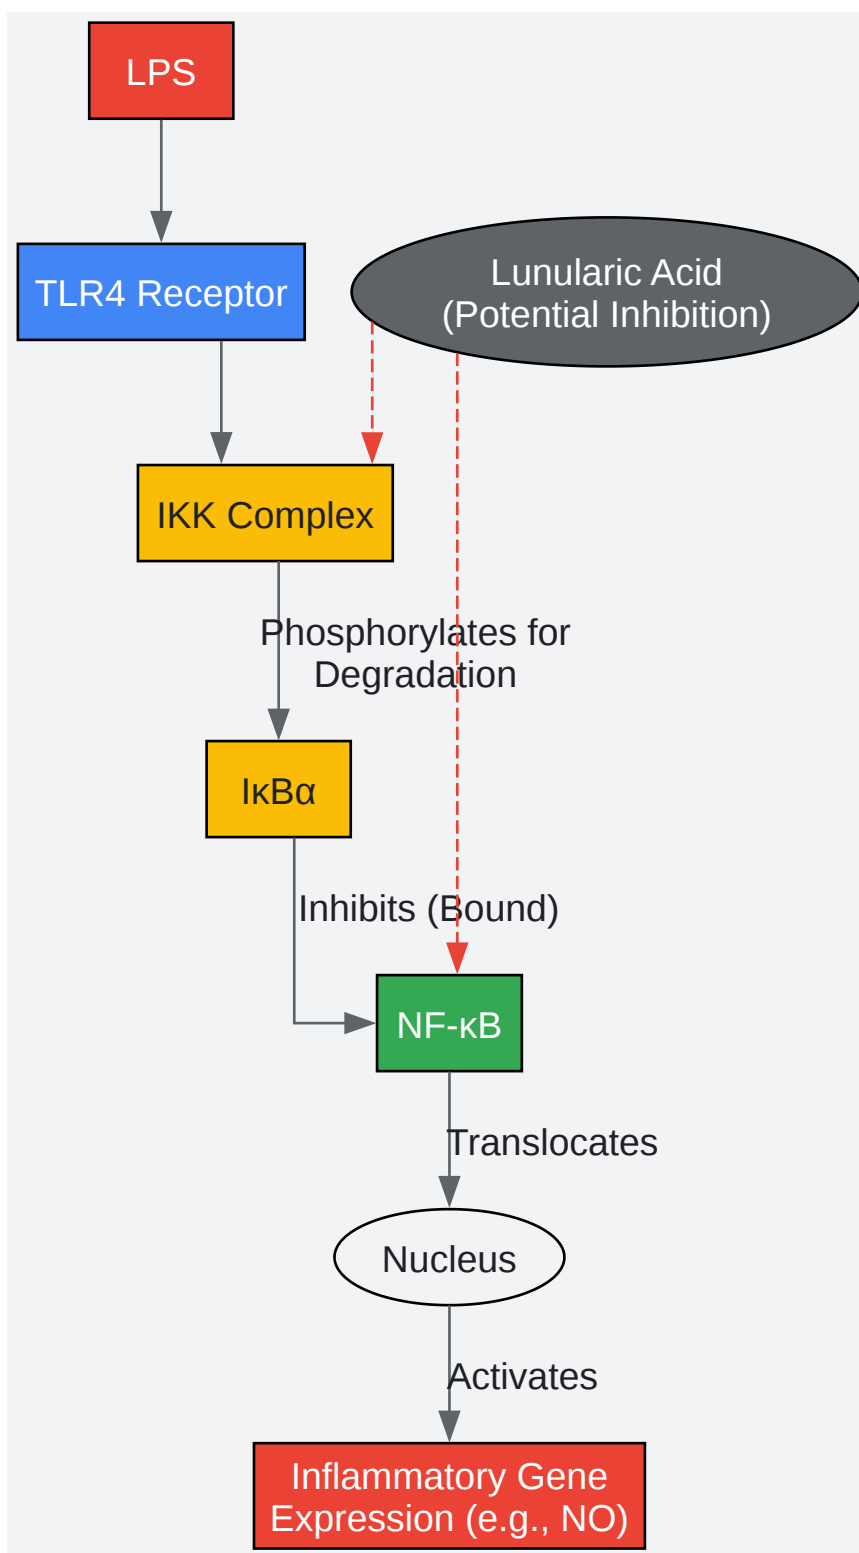 LPS
TLR4 Receptor
Lunularic Acid
(Potential Inhibition)
IKK Complex
Phosphorylates for
Degradation
IκBα
Inhibits (Bound)
NF-κB
Translocates
Nucleus
Activates
Inflammatory Gene
Expression (e.g., NO)